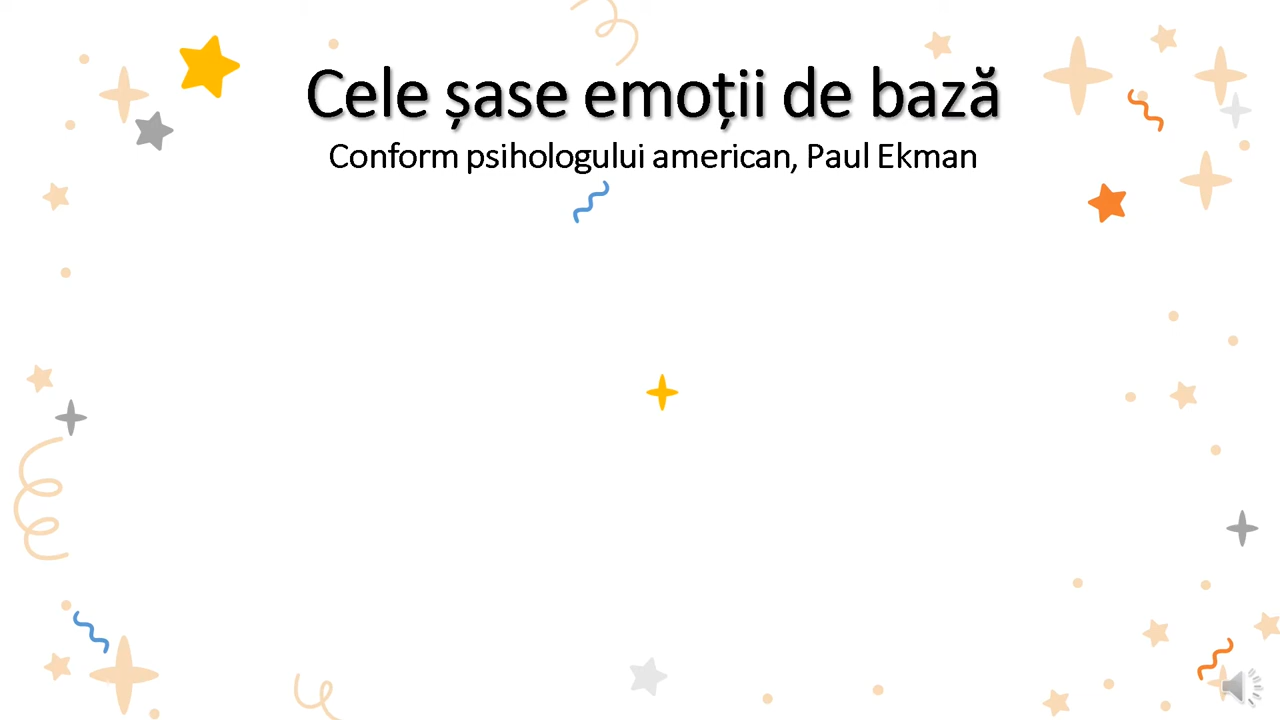 Cele șase emoții de bază
Conform psihologului american, Paul Ekman